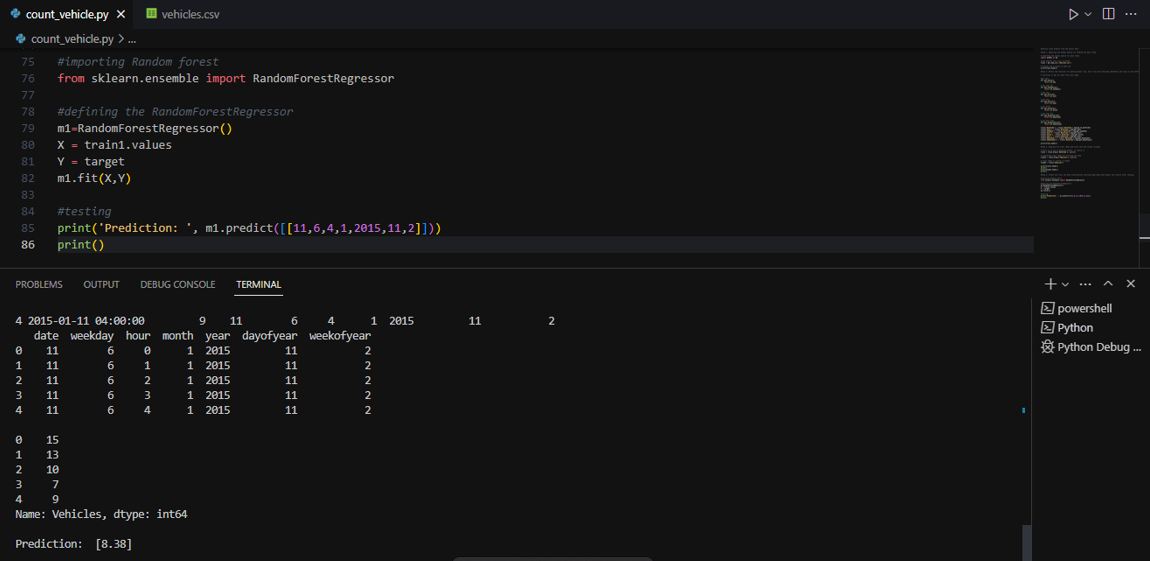 count_vehicle.py
vehicles.csv
count_vehicle.py > ...
75 #importing Random forest
76 from sklearn.ensemble import RandomForestRegressor
77
78 #defining the RandomForestRegressor
79 m1=RandomForestRegressor()
80 X = train1.values
81 Y = target
82 m1.fit(X,Y)
83
84 #testing
85 print('Prediction: ', m1.predict([[11,6,4,1,2015,11,2]]))
86 print()
PROBLEMS OUTPUT DEBUG CONSOLE TERMINAL
4 2015-01-11 04:00:00 9 11 6 4 1 2015 11 2
date weekday hour month year dayofyear weekofyear
0 11 6 0 1 2015 11 2
1 11 6 1 1 2015 11 2
2 11 6 2 1 2015 11 2
3 11 6 3 1 2015 11 2
4 11 6 4 1 2015 11 2
0 15
1 13
2 10
3 7
4 9
Name: Vehicles, dtype: int64
Prediction: [8.38]
powershell
Python
Python Debug ...